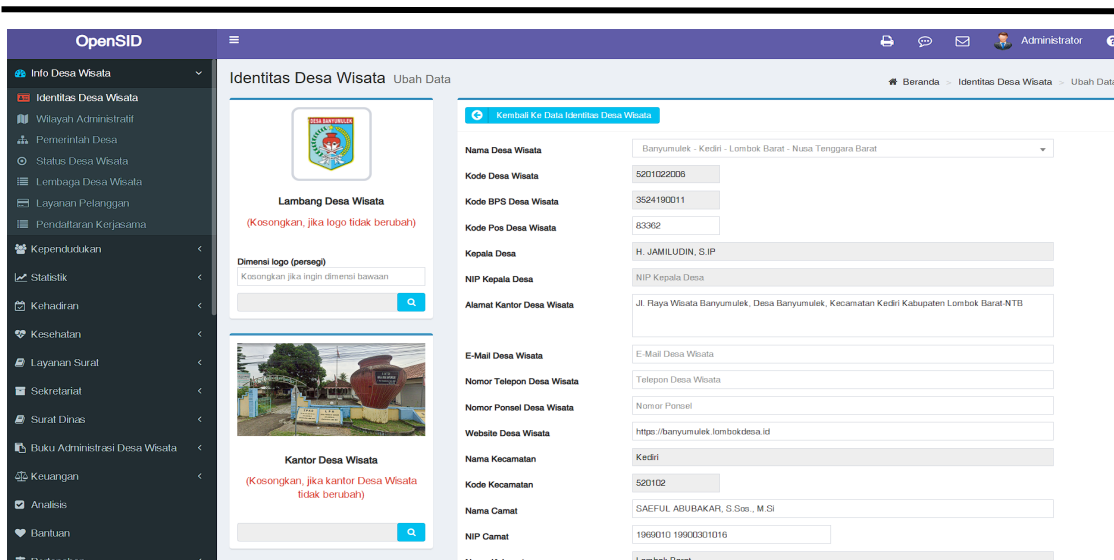 OpenSID
Administrator
Info Desa Wisata
Identitas Desa Wisata
Wilayah Administratif
Pemerintah Desa
Status Desa Wisata
Lembaga Desa Wisata
Layanan Pelanggan
Pendaftaran Kerjasama
Kependudukan
Statistik
Kehadiran
Kesehatan
Layanan Surat
Sekretariat
Surat Dinas
Buku Administrasi Desa Wisata
Keuangan
Analisis
Bantuan
Identitas Desa Wisata Ubah Data
Beranda > Identitas Desa Wisata > Ubah Data
DESA BANYUMULEK
Lambang Desa Wisata
(Kosongkan, jika logo tidak berubah)
Dimensi logo (persegi)
Kosongkan jika ingin dimensi bawaan
Kantor Desa Wisata
(Kosongkan, jika kantor Desa Wisata
tidak berubah)
Kembali Ke Data Identitas Desa Wisata
Nama Desa Wisata Banyumulek - Kediri - Lombok Barat - Nusa Tenggara Barat
Kode Desa Wisata 5201022006
Kode BPS Desa Wisata 3524190011
Kode Pos Desa Wisata 83362
Kepala Desa H. JAMILUDIN, S.IP
NIP Kepala Desa NIP Kepala Desa
Alamat Kantor Desa Wisata Jl. Raya Wisata Banyumulek, Desa Banyumulek, Kecamatan Kediri Kabupaten Lombok Barat-NTB
E-Mail Desa Wisata E-Mail Desa Wisata
Nomor Telepon Desa Wisata Telepon Desa Wisata
Nomor Ponsel Desa Wisata Nomor Ponsel
Website Desa Wisata https://banyumulek.lombokdesa.id
Nama Kecamatan Kediri
Kode Kecamatan 520102
Nama Camat SAEFUL ABUBAKAR, S.Sos., M.Si
NIP Camat 1969010 19900301016
Lombok Barat